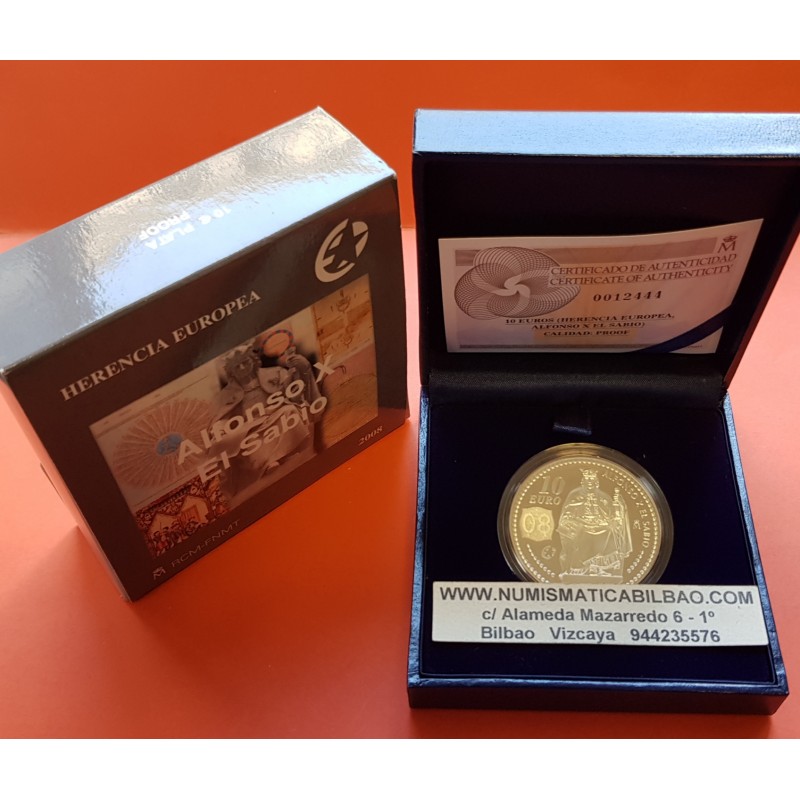 10 € PLATA
PROOF
HERENCIA EUROPEA
Alfonso X
El Sabio
2008
RCM-FNMT
CERTIFICADO DE AUTENTICIDAD
CERTIFICATE OF AUTHENTICITY
0012444
10 EUROS (HERENCIA EUROPEA,
ALFONSO X EL SABIO)
CALIDAD: PROOF
10
EURO
08
ALFONSO X EL SABIO
WWW.NUMISMATICABILBAO.COM
c/ Alameda Mazarredo 6 - 1º
Bilbao Vizcaya 944235576